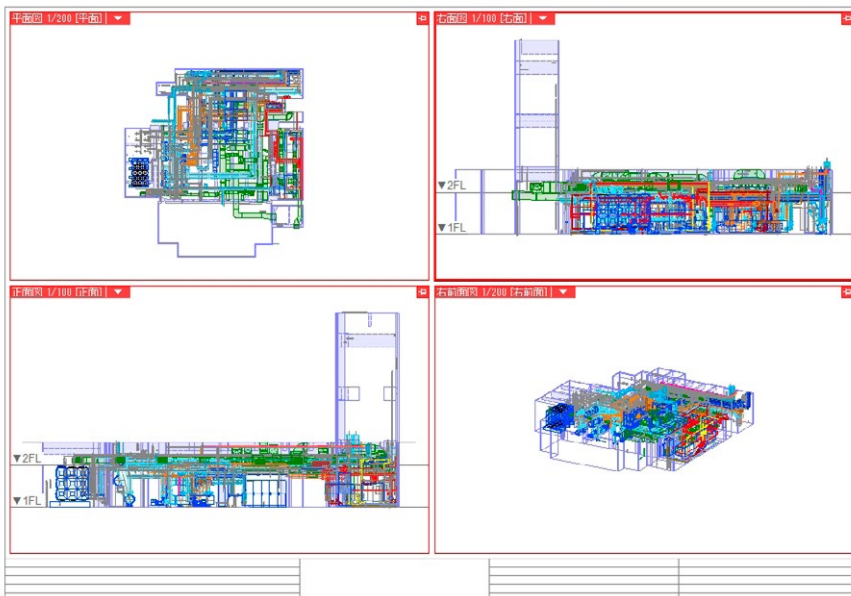 平面図 1/200 [平面]
右面図 1/100 [右面]
▼2FL
▼1FL
正面図 1/100 [正面]
右前面図 1/200 [右前面]
▼2FL
▼1FL